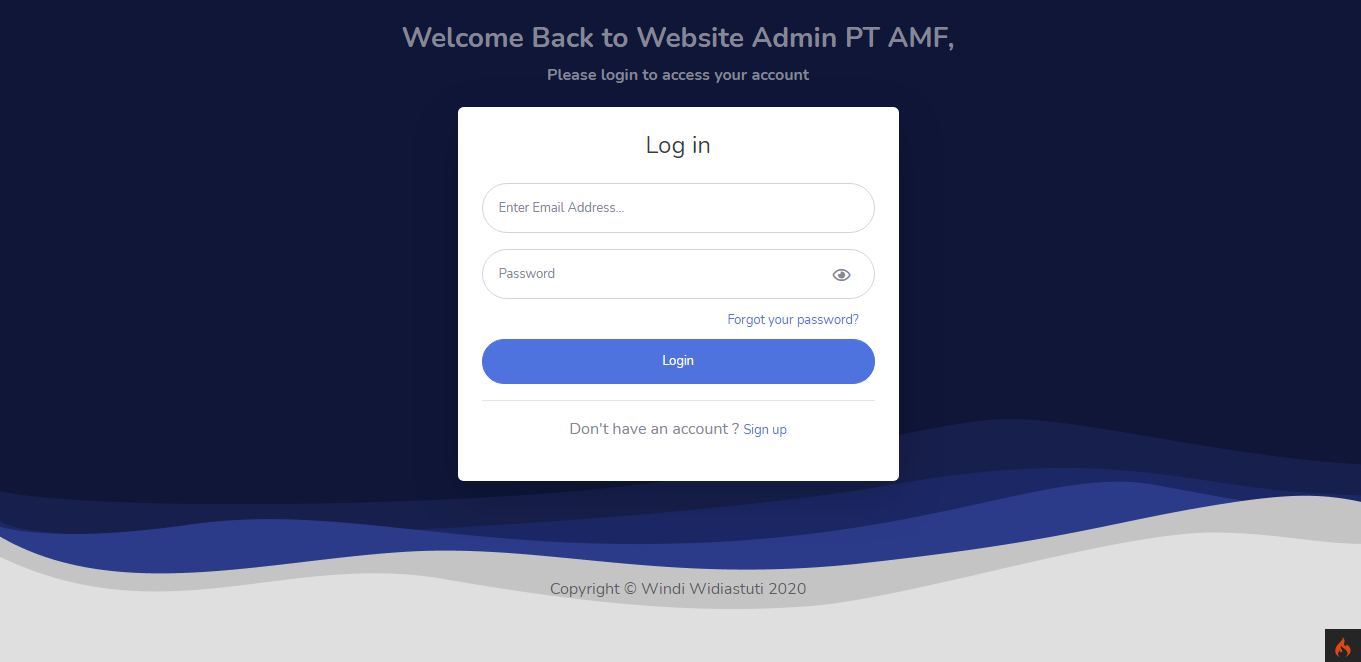 Welcome Back to Website Admin PT AMF,
Please login to access your account
Log in
Enter Email Address...
Password
Forgot your password?
Login
Don't have an account ? Sign up
Copyright © Windi Widiastuti 2020